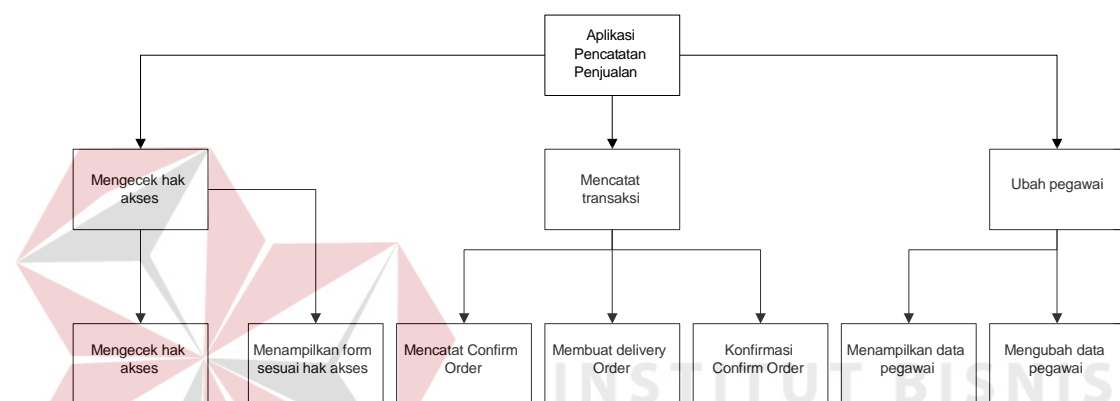 Aplikasi
Pencatatan
Penjualan
Mengecek hak
akses
Mencatat
transaksi
Ubah pegawai
Mengecek hak
akses
Menampilkan form
sesuai hak akses
Mencatat Confirm
Order
Membuat delivery
Order
Konfirmasi
Confirm Order
Menampilkan data
pegawai
Mengubah data
pegawai
INSTITUT BISNIS